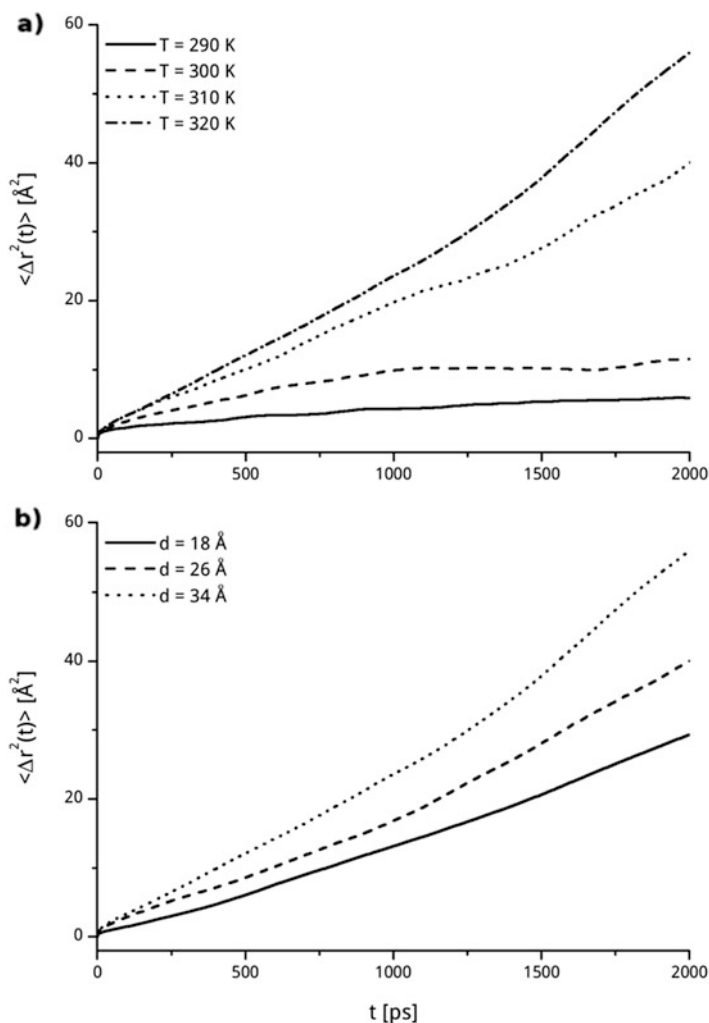 a)
60
T = 290 K
T = 300 K
T = 310 K
T = 320 K
40
<Δr²(t)> [Å²]
20
0
0 500 1000 1500 2000
b)
60
d = 18 Å
d = 26 Å
d = 34 Å
40
<Δr²(t)> [Å²]
20
0
0 500 1000 1500 2000
t [ps]